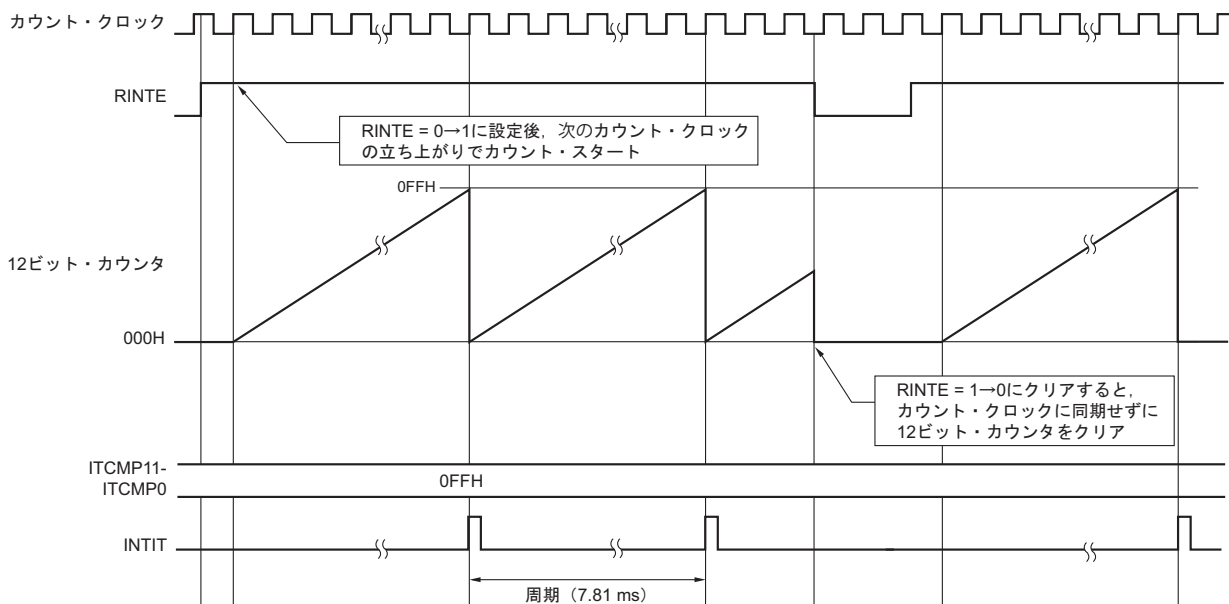 カウント・クロック
RINTE
RINTE = 0→1に設定後，次のカウント・クロック
の立ち上がりでカウント・スタート
0FFH
12ビット・カウンタ
000H
RINTE = 1→0にクリアすると，
カウント・クロックに同期せずに
12ビット・カウンタをクリア
ITCMP11-
ITCMP0
0FFH
INTIT
周期（7.81 ms）